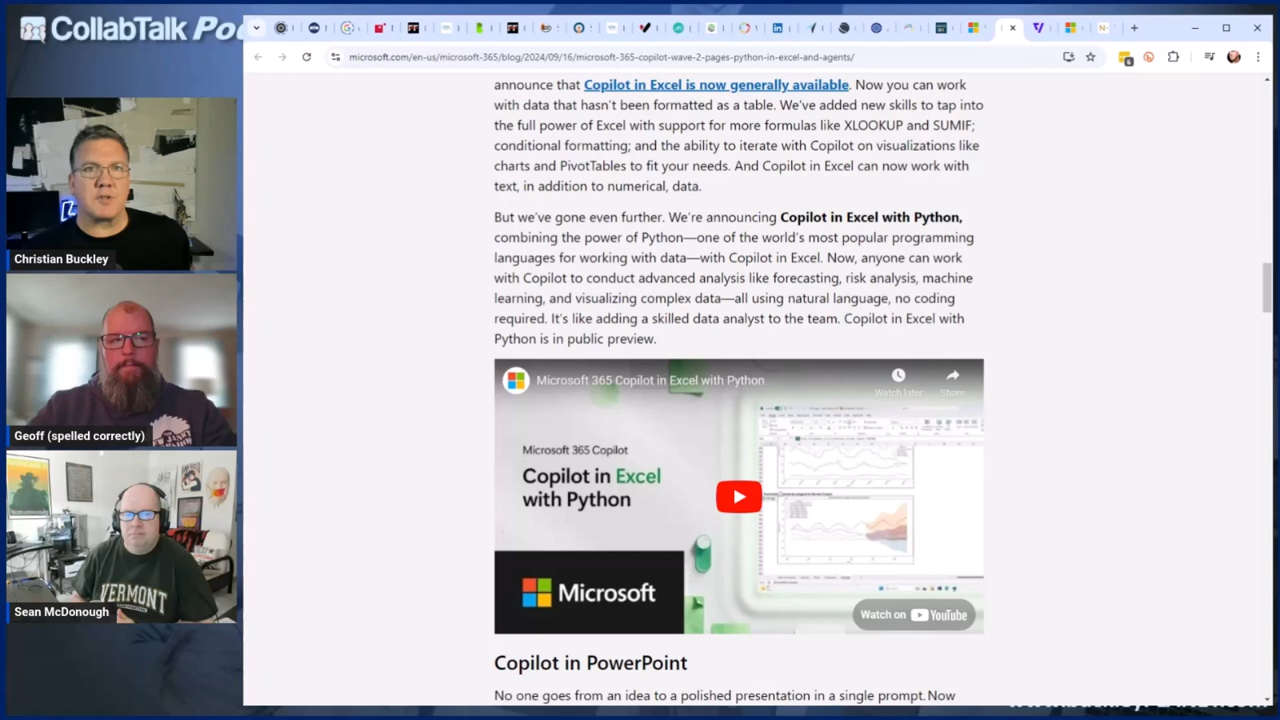 CollabTalk Po
microsoft.com/en-us/microsoft-365/blog/2024/09/16/microsoft-365-copilot-wave-2-pages-python-in-excel-and-agents/
announce that Copilot in Excel is now generally available. Now you can work
with data that hasn't been formatted as a table. We've added new skills to tap into
the full power of Excel with support for more formulas like XLOOKUP and SUMIF;
conditional formatting; and the ability to iterate with Copilot on visualizations like
charts and PivotTables to fit your needs. And Copilot in Excel can now work with
text, in addition to numerical, data.
But we've gone even further. We're announcing Copilot in Excel with Python,
combining the power of Python—one of the world's most popular programming
languages for working with data—with Copilot in Excel. Now, anyone can work
with Copilot to conduct advanced analysis like forecasting, risk analysis, machine
learning, and visualizing complex data—all using natural language, no coding
required. It's like adding a skilled data analyst to the team. Copilot in Excel with
Python is in public preview.
Microsoft 365 Copilot in Excel with Python
Watch later
Share
Microsoft 365 Copilot
Copilot in Excel
with Python
Microsoft
Watch on YouTube
Copilot in PowerPoint
No one goes from an idea to a polished presentation in a single prompt. Now
Christian Buckley
Geoff (spelled correctly)
VERMONT
Sean McDonough